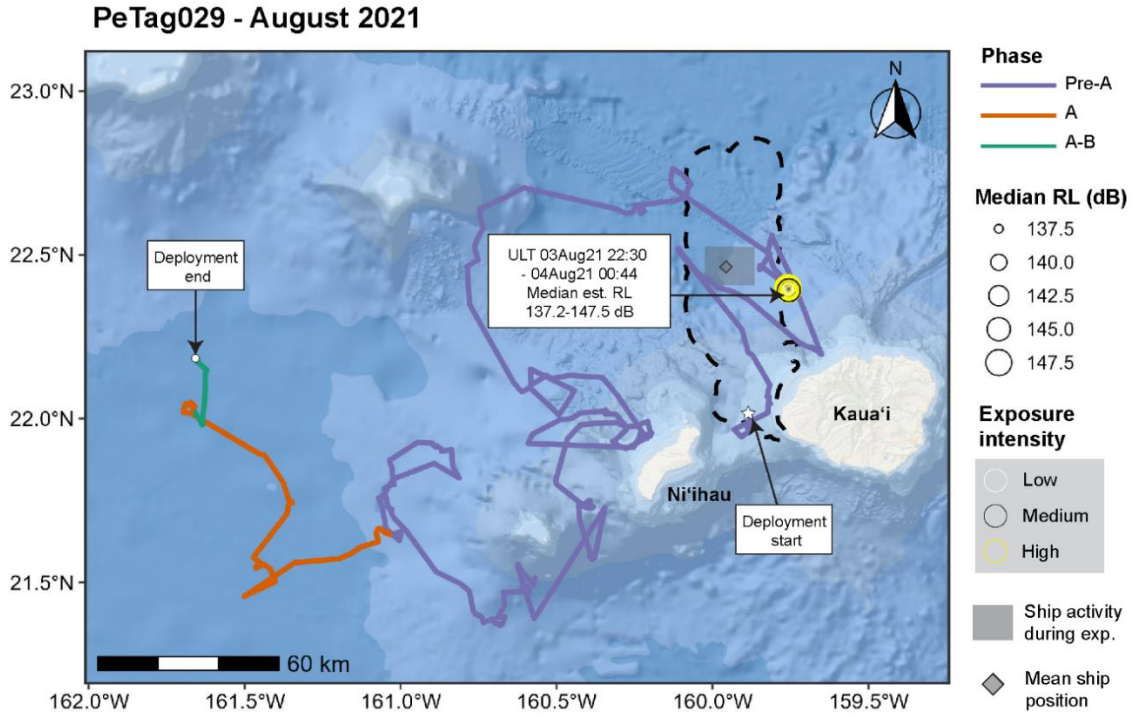 PeTag029 - August 2021
23.0°N
22.5°N
22.0°N
21.5°N
162.0°W
161.5°W
161.0°W
160.5°W
160.0°W
159.5°W
60 km
N
Deployment
end
ULT 03Aug21 22:30
- 04Aug21 00:44
Median est. RL
137.2-147.5 dB
Kauaʻi
Niʻihau
Deployment
start
Phase
Pre-A
A
A-B
Median RL (dB)
137.5
140.0
142.5
145.0
147.5
Exposure
intensity
Low
Medium
High
Ship activity
during exp.
Mean ship
position